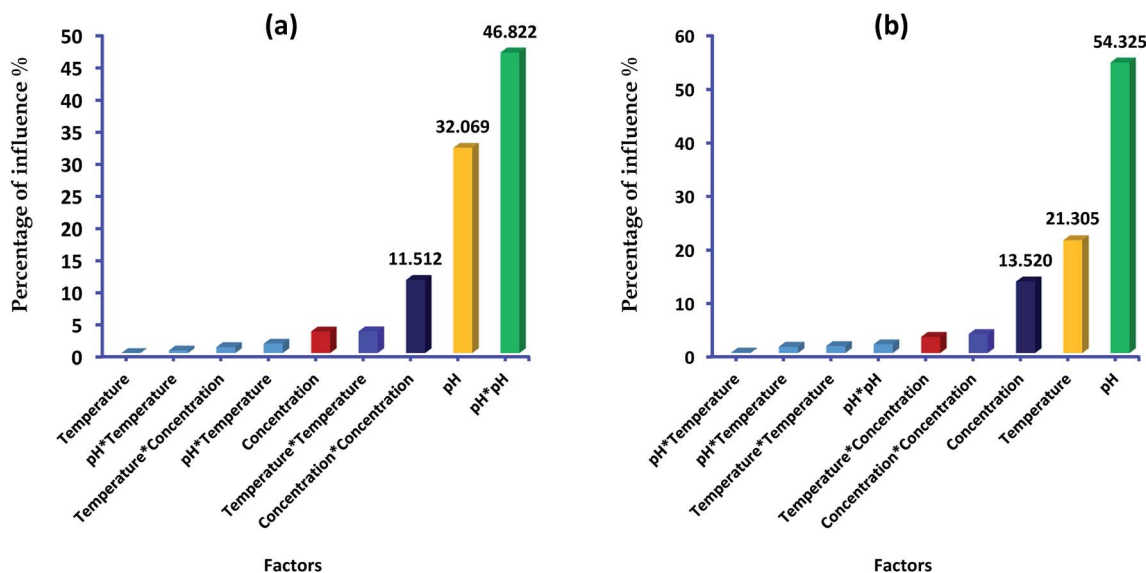 (a)
Percentage of influence %
50
45
40
35
30
25
20
15
10
5
0
11.512
32.069
46.822
Temperature
pH*Temperature
Temperature*Concentration
pH*Temperature
Concentration
Temperature*Temperature
Concentration*Concentration
pH
pH*pH
Factors
(b)
Percentage of influence %
60
50
40
30
20
10
0
13.520
21.305
54.325
pH*Temperature
pH*Temperature
Temperature*Temperature
pH*pH
Temperature*Concentration
Concentration*Concentration
Concentration
Temperature
pH
Factors